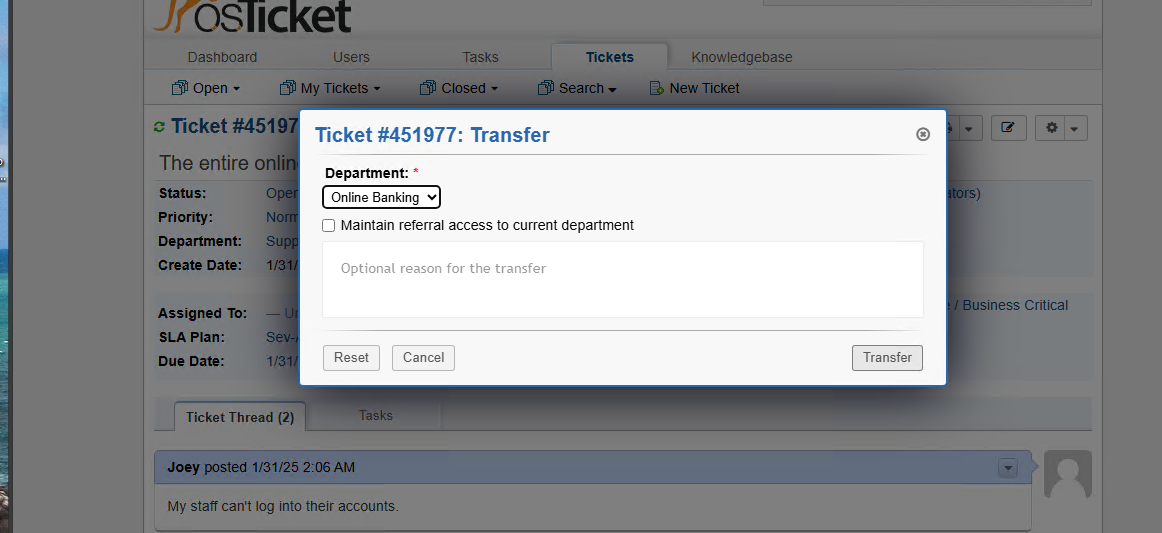 osTicket
Dashboard Users Tasks Tickets Knowledgebase
Open My Tickets Closed Search New Ticket
Ticket #45197
Ticket #451977: Transfer
The entire onlin
Department: *
Status: Oper
Online Banking
ators)
Priority: Norm
Maintain referral access to current department
Department: Supp
Create Date: 1/31/
Optional reason for the transfer
Assigned To: — Un
/ Business Critical
SLA Plan: Sev-
Due Date: 1/31/
Reset Cancel Transfer
Ticket Thread (2) Tasks
Joey posted 1/31/25 2:06 AM
My staff can't log into their accounts.